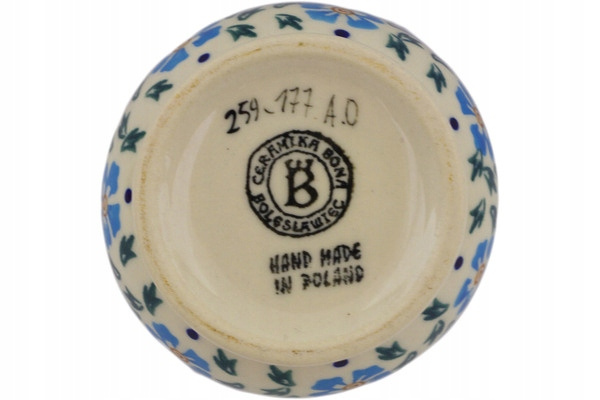 259-177 A.D
CERAMIKA BONA
B
BOLESŁAWIEC
HAND MADE
IN POLAND